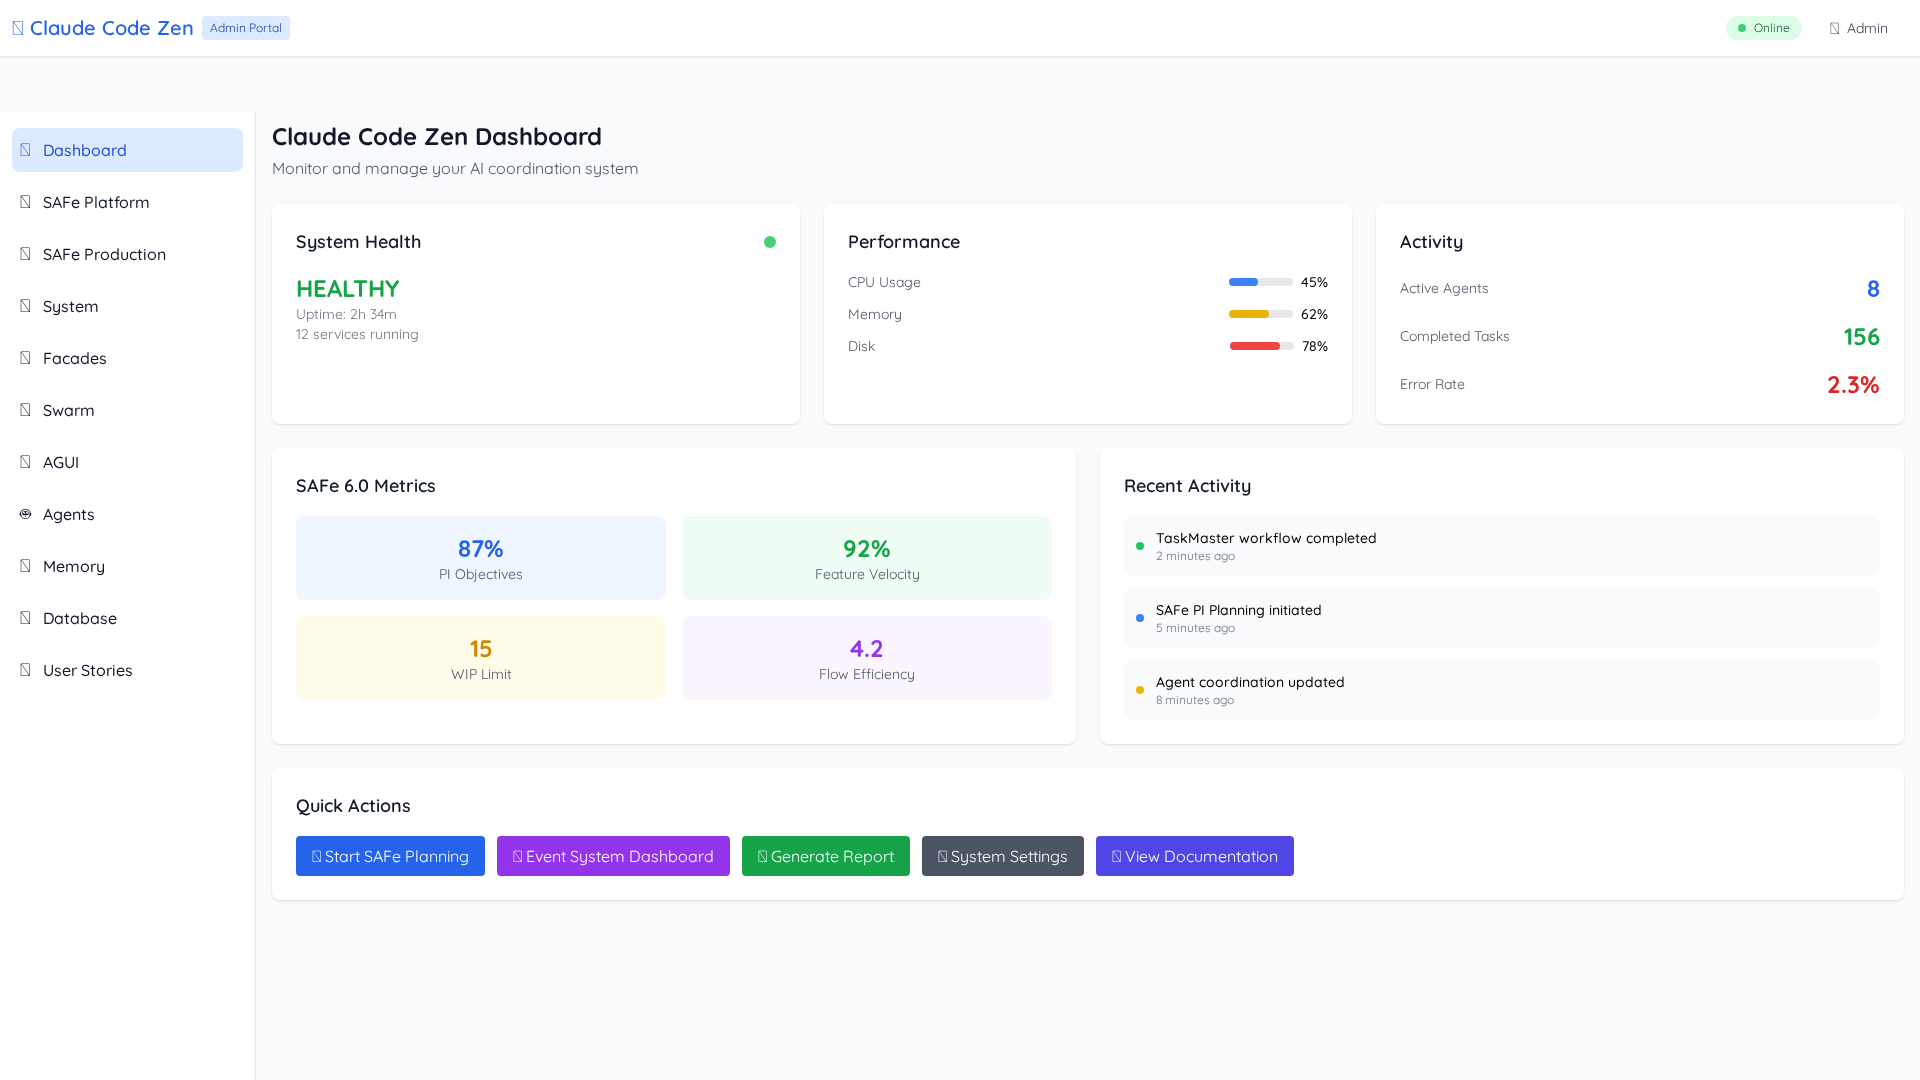 Claude Code Zen
Admin Portal
Online
Admin
Dashboard
SAFe Platform
SAFe Production
System
Facades
Swarm
AGUI
Agents
Memory
Database
User Stories
Claude Code Zen Dashboard
Monitor and manage your AI coordination system
System Health
HEALTHY
Uptime: 2h 34m
12 services running
Performance
CPU Usage 45%
Memory 62%
Disk 78%
Activity
Active Agents 8
Completed Tasks 156
Error Rate 2.3%
SAFe 6.0 Metrics
87%
PI Objectives
92%
Feature Velocity
15
WIP Limit
4.2
Flow Efficiency
Recent Activity
TaskMaster workflow completed
2 minutes ago
SAFe PI Planning initiated
5 minutes ago
Agent coordination updated
8 minutes ago
Quick Actions
Start SAFe Planning
Event System Dashboard
Generate Report
System Settings
View Documentation